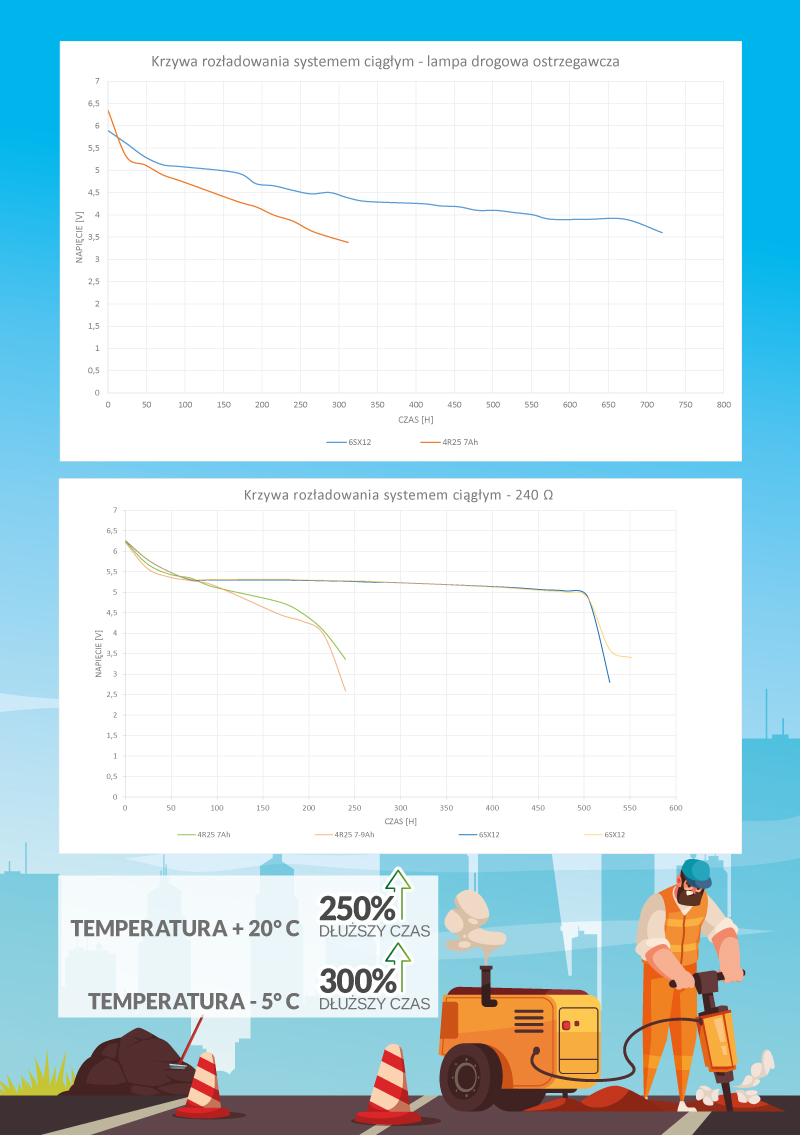 Krzywa rozładowania systemem ciągłym - lampa drogowa ostrzegawcza
7
6,5
6
5,5
5
4,5
4
3,5
3
2,5
2
1,5
1
0,5
0
NAPIĘCIE [V]
0 50 100 150 200 250 300 350 400 450 500 550 600 650 700 750 800
CZAS [H]
6SX12 4R25 7Ah
Krzywa rozładowania systemem ciągłym - 240 Ω
7
6,5
6
5,5
5
4,5
4
3,5
3
2,5
2
1,5
1
0,5
0
NAPIĘCIE [V]
0 50 100 150 200 250 300 350 400 450 500 550 600
CZAS [H]
4R25 7Ah 4R25 7-9Ah 6SX12 6SX12
TEMPERATURA + 20° C 250%
DŁUŻSZY CZAS
TEMPERATURA - 5° C 300%
DŁUŻSZY CZAS